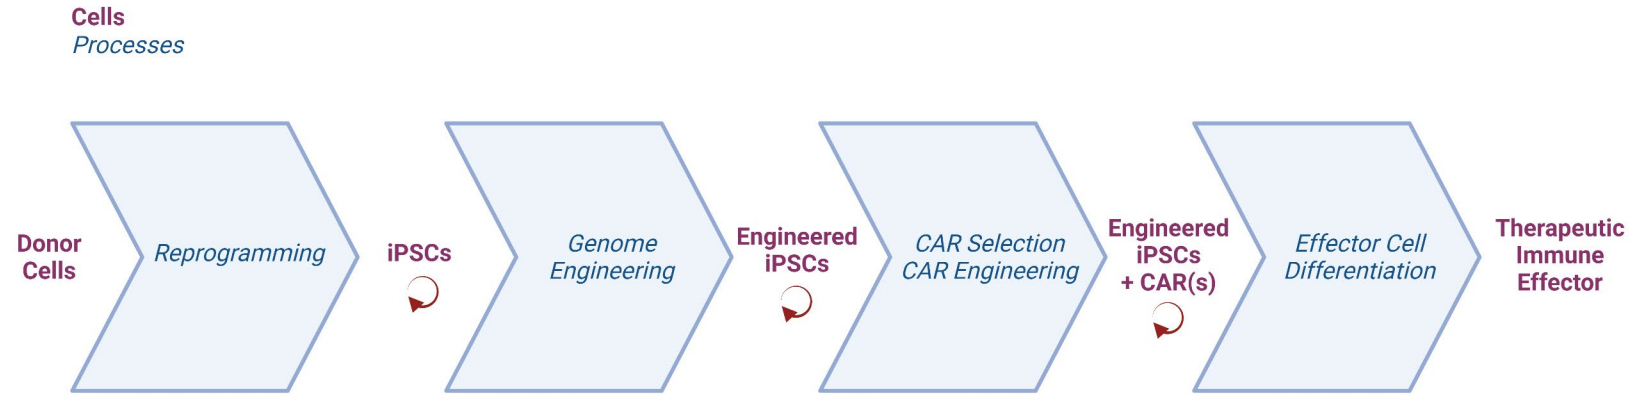 Cells
Processes
Donor
Cells
Reprogramming
iPSCs
Genome
Engineering
Engineered
iPSCs
CAR Selection
CAR Engineering
Engineered
iPSCs
+ CAR(s)
Effector Cell
Differentiation
Therapeutic
Immune
Effector